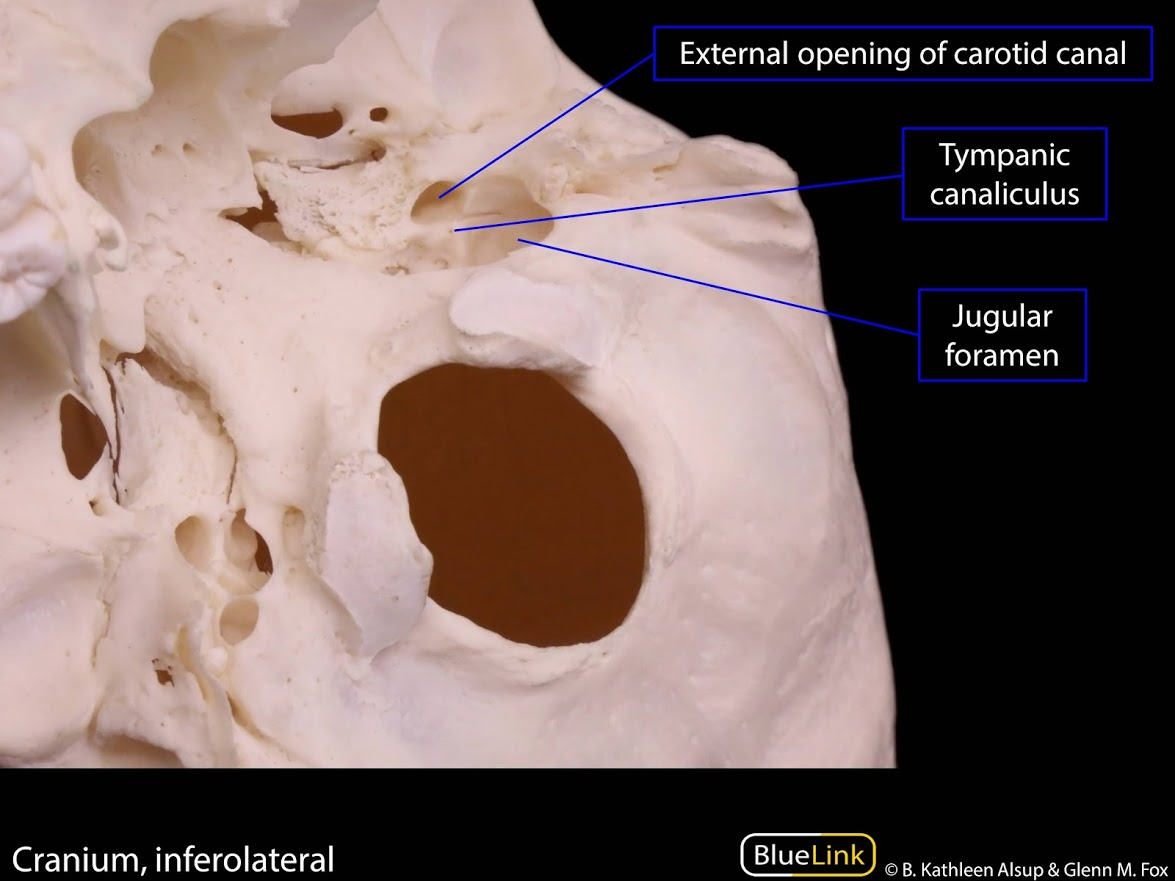 External opening of carotid canal
Tympanic
canaliculus
Jugular
foramen
Cranium, inferolateral
BlueLink
© B. Kathleen Alsup & Glenn M. Fox